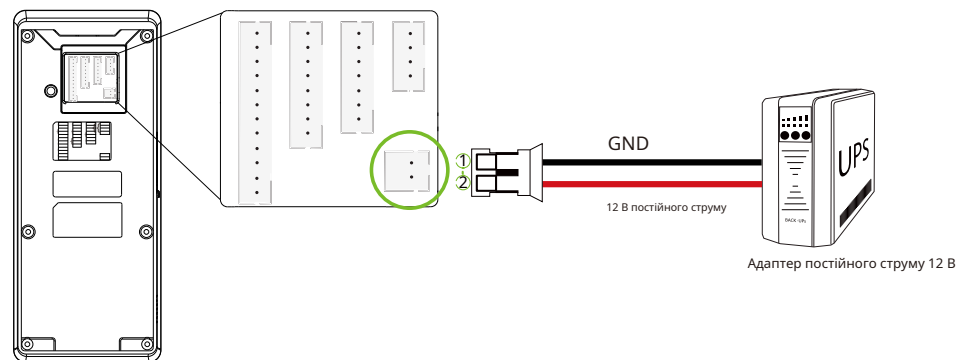 1
GND
2
12 В постійного струму
UPS
BACK-UPS
Адаптер постійного струму 12 В